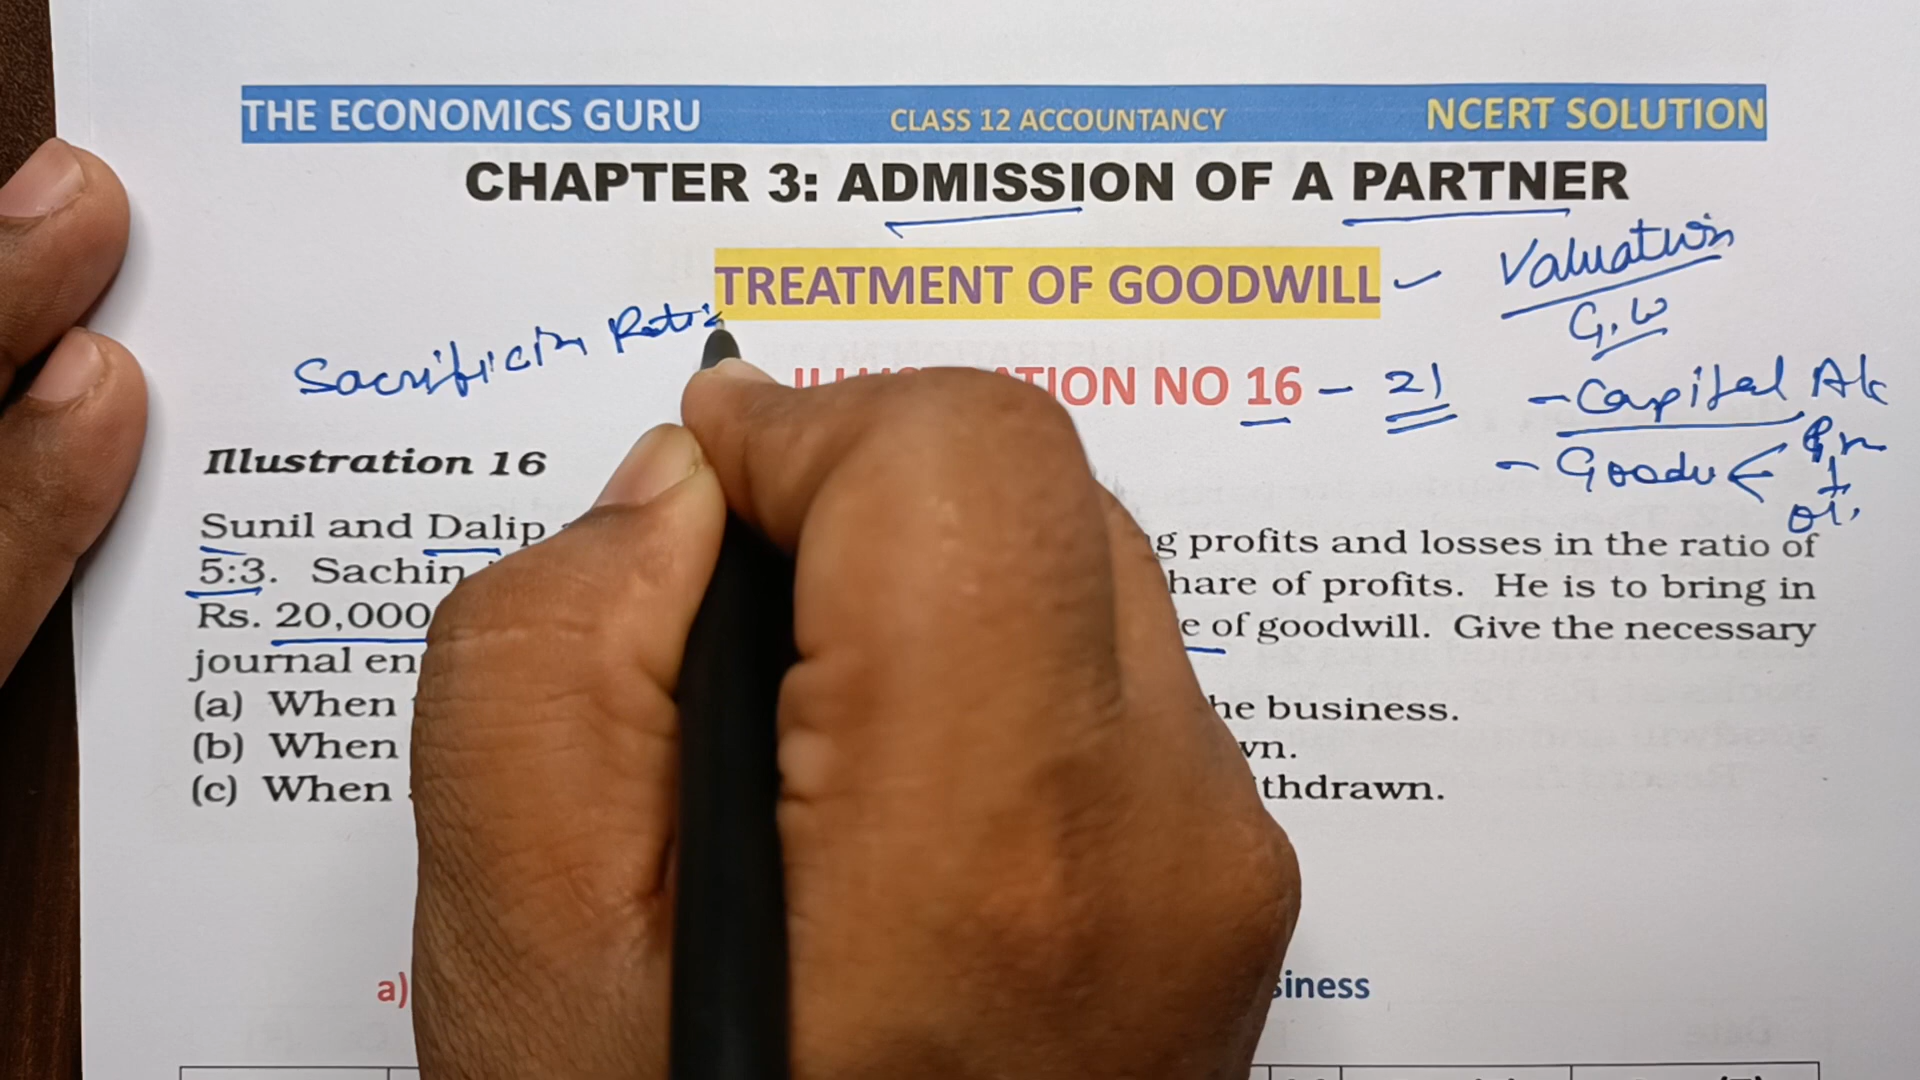 THE ECONOMICS GURU CLASS 12 ACCOUNTANCY NCERT SOLUTION
CHAPTER 3: ADMISSION OF A PARTNER
TREATMENT OF GOODWILL Valuation
G.W
Sacrificin Ratio
ION NO 16 - 21
- Capital A/c
- Goodw
Illustration 16
Sunil and Dalip profits and losses in the ratio of
5:3. Sachin hare of profits. He is to bring in
Rs. 20,000 of goodwill. Give the necessary
journal en
(a) When he business.
(b) When wn.
(c) When thdrawn.
a) siness